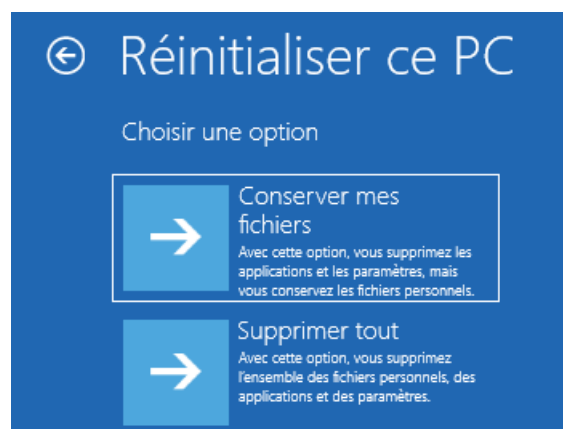 Réinitialiser ce PC
Choisir une option
Conserver mes
fichiers
Avec cette option, vous supprimez les
applications et les paramètres, mais
vous conservez les fichiers personnels.
Supprimer tout
Avec cette option, vous supprimez
l'ensemble des fichiers personnels, des
applications et des paramètres.